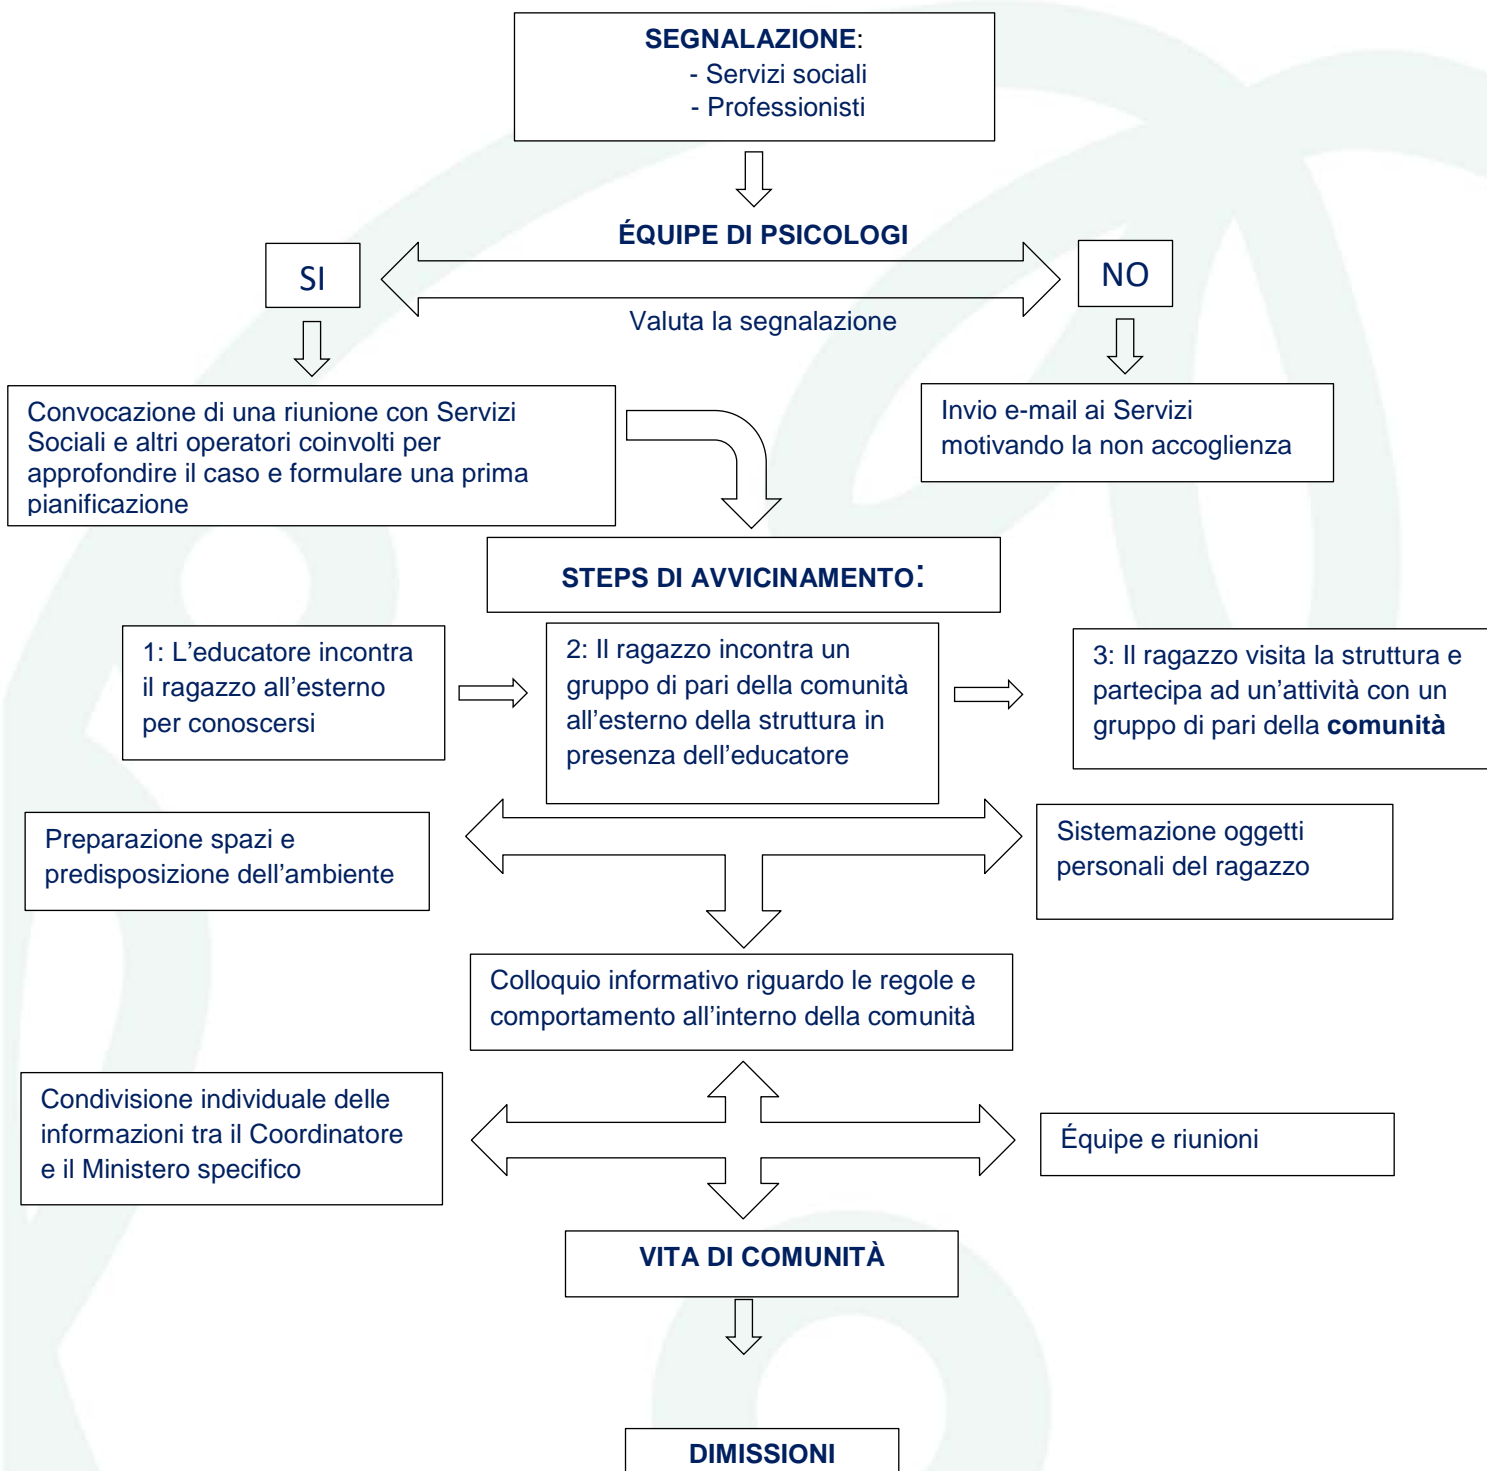 SEGNALAZIONE:
- Servizi sociali
- Professionisti
ÉQUIPE DI PSICOLOGI
SI
NO
Valuta la segnalazione
Convocazione di una riunione con Servizi
Sociali e altri operatori coinvolti per
approfondire il caso e formulare una prima
pianificazione
Invio e-mail ai Servizi
motivando la non accoglienza
STEPS DI AVVICINAMENTO:
1: L’educatore incontra
il ragazzo all’esterno
per conoscersi
2: Il ragazzo incontra un
gruppo di pari della comunità
all’esterno della struttura in
presenza dell’educatore
3: Il ragazzo visita la struttura e
partecipa ad un’attività con un
gruppo di pari della comunità
Preparazione spazi e
predisposizione dell’ambiente
Sistemazione oggetti
personali del ragazzo
Colloquio informativo riguardo le regole e
comportamento all’interno della comunità
Condivisione individuale delle
informazioni tra il Coordinatore
e il Ministero specifico
Équipe e riunioni
VITA DI COMUNITÀ
DIMISSIONI